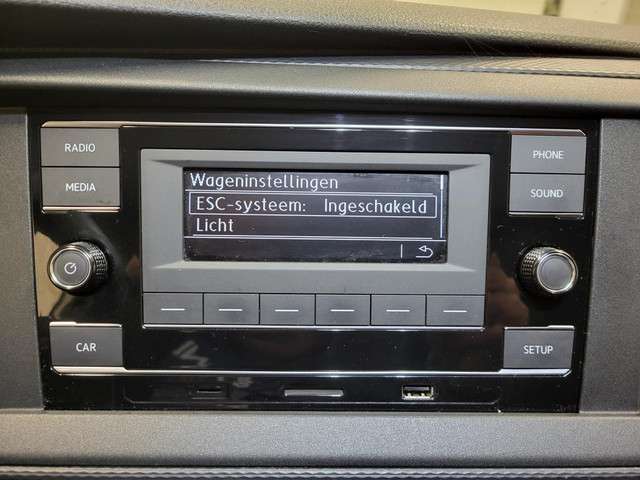 RADIO
MEDIA
CAR
Wageninstellingen
ESC-systeem: Ingeschakeld
Licht
PHONE
SOUND
SETUP